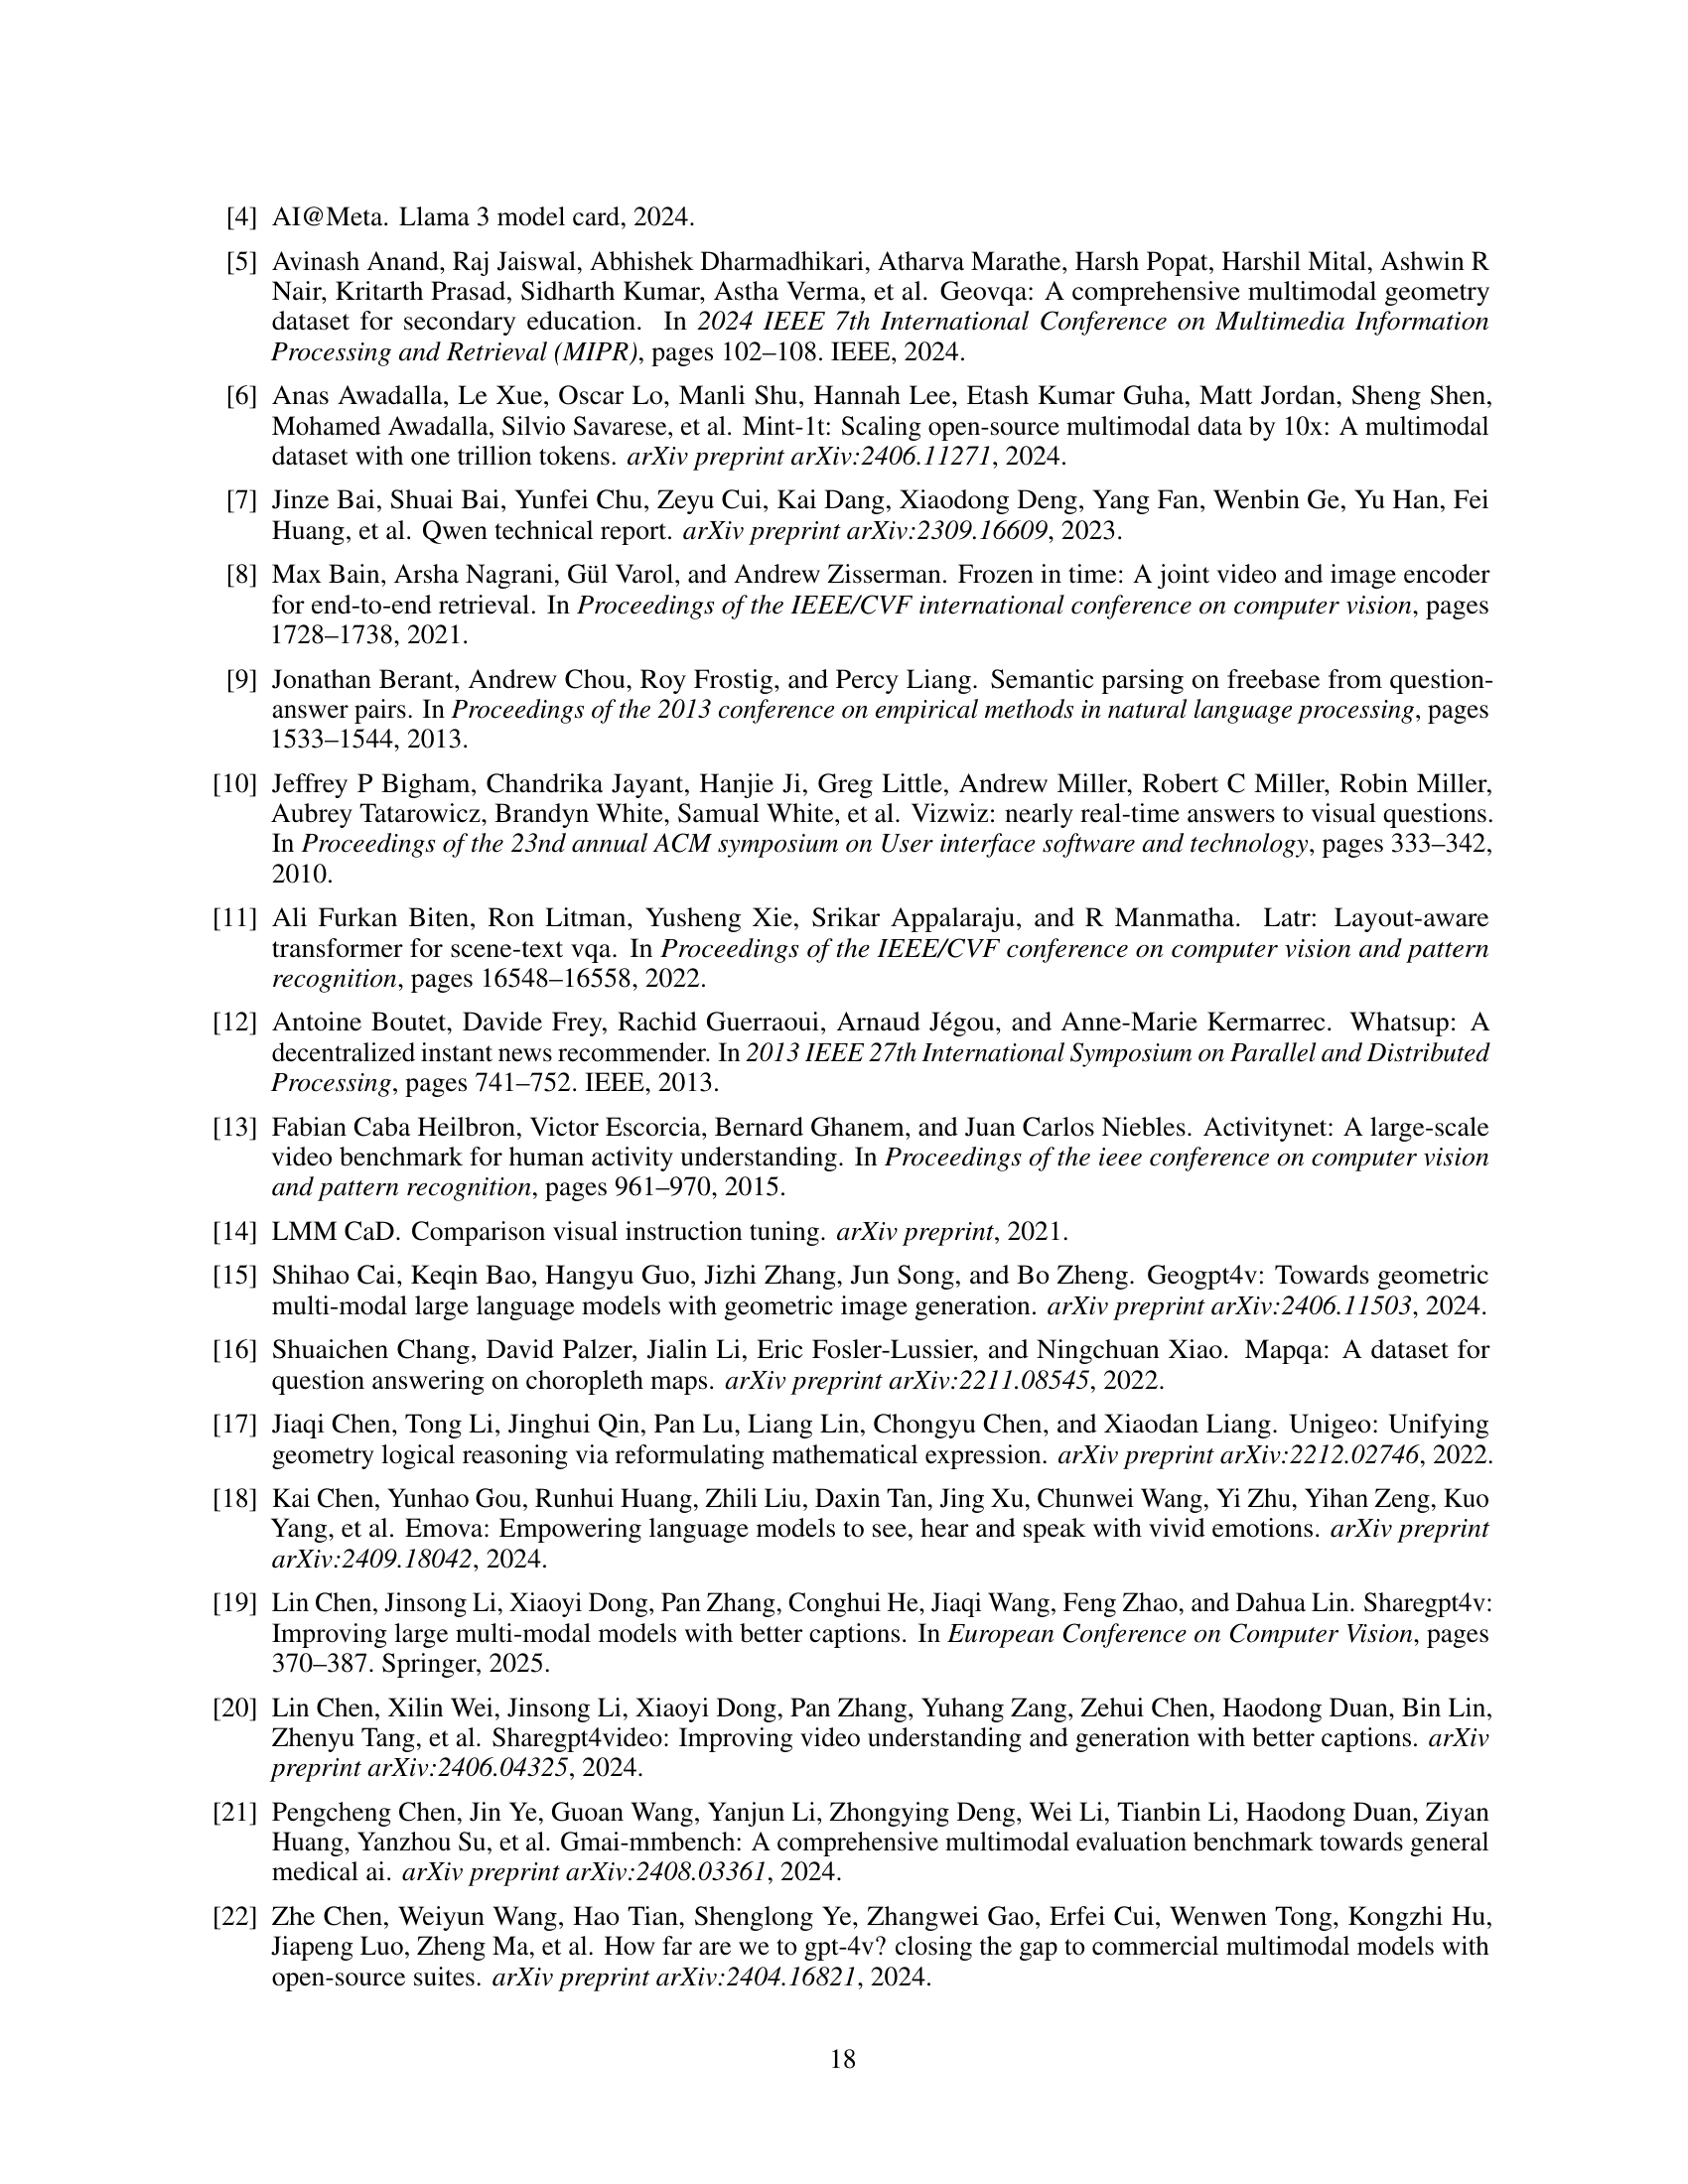 [4] AI@Meta. Llama 3 model card, 2024.
[5] Avinash Anand, Raj Jaiswal, Abhishek Dharmadhikari, Atharva Marathe, Harsh Popat, Harshil Mital, Ashwin R
Nair, Kritarth Prasad, Sidharth Kumar, Astha Verma, et al. Geovqa: A comprehensive multimodal geometry
dataset for secondary education. In 2024 IEEE 7th International Conference on Multimedia Information
Processing and Retrieval (MIPR), pages 102–108. IEEE, 2024.
[6] Anas Awadalla, Le Xue, Oscar Lo, Manli Shu, Hannah Lee, Etash Kumar Guha, Matt Jordan, Sheng Shen,
Mohamed Awadalla, Silvio Savarese, et al. Mint-1t: Scaling open-source multimodal data by 10x: A multimodal
dataset with one trillion tokens. arXiv preprint arXiv:2406.11271, 2024.
[7] Jinze Bai, Shuai Bai, Yunfei Chu, Zeyu Cui, Kai Dang, Xiaodong Deng, Yang Fan, Wenbin Ge, Yu Han, Fei
Huang, et al. Qwen technical report. arXiv preprint arXiv:2309.16609, 2023.
[8] Max Bain, Arsha Nagrani, Gül Varol, and Andrew Zisserman. Frozen in time: A joint video and image encoder
for end-to-end retrieval. In Proceedings of the IEEE/CVF international conference on computer vision, pages
1728–1738, 2021.
[9] Jonathan Berant, Andrew Chou, Roy Frostig, and Percy Liang. Semantic parsing on freebase from question-
answer pairs. In Proceedings of the 2013 conference on empirical methods in natural language processing, pages
1533–1544, 2013.
[10] Jeffrey P Bigham, Chandrika Jayant, Hanjie Ji, Greg Little, Andrew Miller, Robert C Miller, Robin Miller,
Aubrey Tatarowicz, Brandyn White, Samual White, et al. Vizwiz: nearly real-time answers to visual questions.
In Proceedings of the 23nd annual ACM symposium on User interface software and technology, pages 333–342,
2010.
[11] Ali Furkan Biten, Ron Litman, Yusheng Xie, Srikar Appalaraju, and R Manmatha. Latr: Layout-aware
transformer for scene-text vqa. In Proceedings of the IEEE/CVF conference on computer vision and pattern
recognition, pages 16548–16558, 2022.
[12] Antoine Boutet, Davide Frey, Rachid Guerraoui, Arnaud Jégou, and Anne-Marie Kermarrec. Whatsup: A
decentralized instant news recommender. In 2013 IEEE 27th International Symposium on Parallel and Distributed
Processing, pages 741–752. IEEE, 2013.
[13] Fabian Caba Heilbron, Victor Escorcia, Bernard Ghanem, and Juan Carlos Niebles. Activitynet: A large-scale
video benchmark for human activity understanding. In Proceedings of the ieee conference on computer vision
and pattern recognition, pages 961–970, 2015.
[14] LMM CaD. Comparison visual instruction tuning. arXiv preprint, 2021.
[15] Shihao Cai, Keqin Bao, Hangyu Guo, Jizhi Zhang, Jun Song, and Bo Zheng. Geogpt4v: Towards geometric
multi-modal large language models with geometric image generation. arXiv preprint arXiv:2406.11503, 2024.
[16] Shuaichen Chang, David Palzer, Jialin Li, Eric Fosler-Lussier, and Ningchuan Xiao. Mapqa: A dataset for
question answering on choropleth maps. arXiv preprint arXiv:2211.08545, 2022.
[17] Jiaqi Chen, Tong Li, Jinghui Qin, Pan Lu, Liang Lin, Chongyu Chen, and Xiaodan Liang. Unigeo: Unifying
geometry logical reasoning via reformulating mathematical expression. arXiv preprint arXiv:2212.02746, 2022.
[18] Kai Chen, Yunhao Gou, Runhui Huang, Zhili Liu, Daxin Tan, Jing Xu, Chunwei Wang, Yi Zhu, Yihan Zeng, Kuo
Yang, et al. Emova: Empowering language models to see, hear and speak with vivid emotions. arXiv preprint
arXiv:2409.18042, 2024.
[19] Lin Chen, Jinsong Li, Xiaoyi Dong, Pan Zhang, Conghui He, Jiaqi Wang, Feng Zhao, and Dahua Lin. Sharegpt4v:
Improving large multi-modal models with better captions. In European Conference on Computer Vision, pages
370–387. Springer, 2025.
[20] Lin Chen, Xilin Wei, Jinsong Li, Xiaoyi Dong, Pan Zhang, Yuhang Zang, Zehui Chen, Haodong Duan, Bin Lin,
Zhenyu Tang, et al. Sharegpt4video: Improving video understanding and generation with better captions. arXiv
preprint arXiv:2406.04325, 2024.
[21] Pengcheng Chen, Jin Ye, Guoan Wang, Yanjun Li, Zhongying Deng, Wei Li, Tianbin Li, Haodong Duan, Ziyan
Huang, Yanzhou Su, et al. Gmai-mmbench: A comprehensive multimodal evaluation benchmark towards general
medical ai. arXiv preprint arXiv:2408.03361, 2024.
[22] Zhe Chen, Weiyun Wang, Hao Tian, Shenglong Ye, Zhangwei Gao, Erfei Cui, Wenwen Tong, Kongzhi Hu,
Jiapeng Luo, Zheng Ma, et al. How far are we to gpt-4v? closing the gap to commercial multimodal models with
open-source suites. arXiv preprint arXiv:2404.16821, 2024.
18